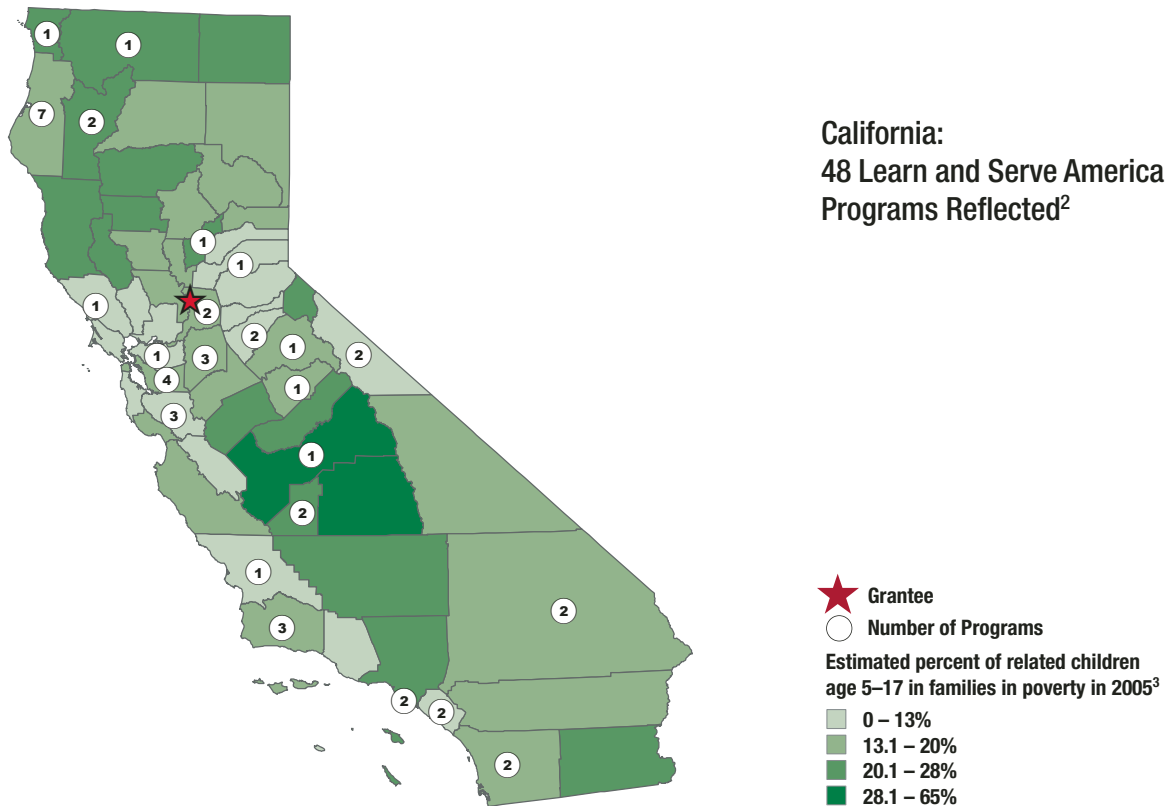 California:
48 Learn and Serve America
Programs Reflected2
1
1
7
2
1
1
1
2
2
1
2
1
3
4
1
3
1
2
1
3
2
2
2
2
Grantee
Number of Programs
Estimated percent of related children
age 5–17 in families in poverty in 20053
0 – 13%
13.1 – 20%
20.1 – 28%
28.1 – 65%